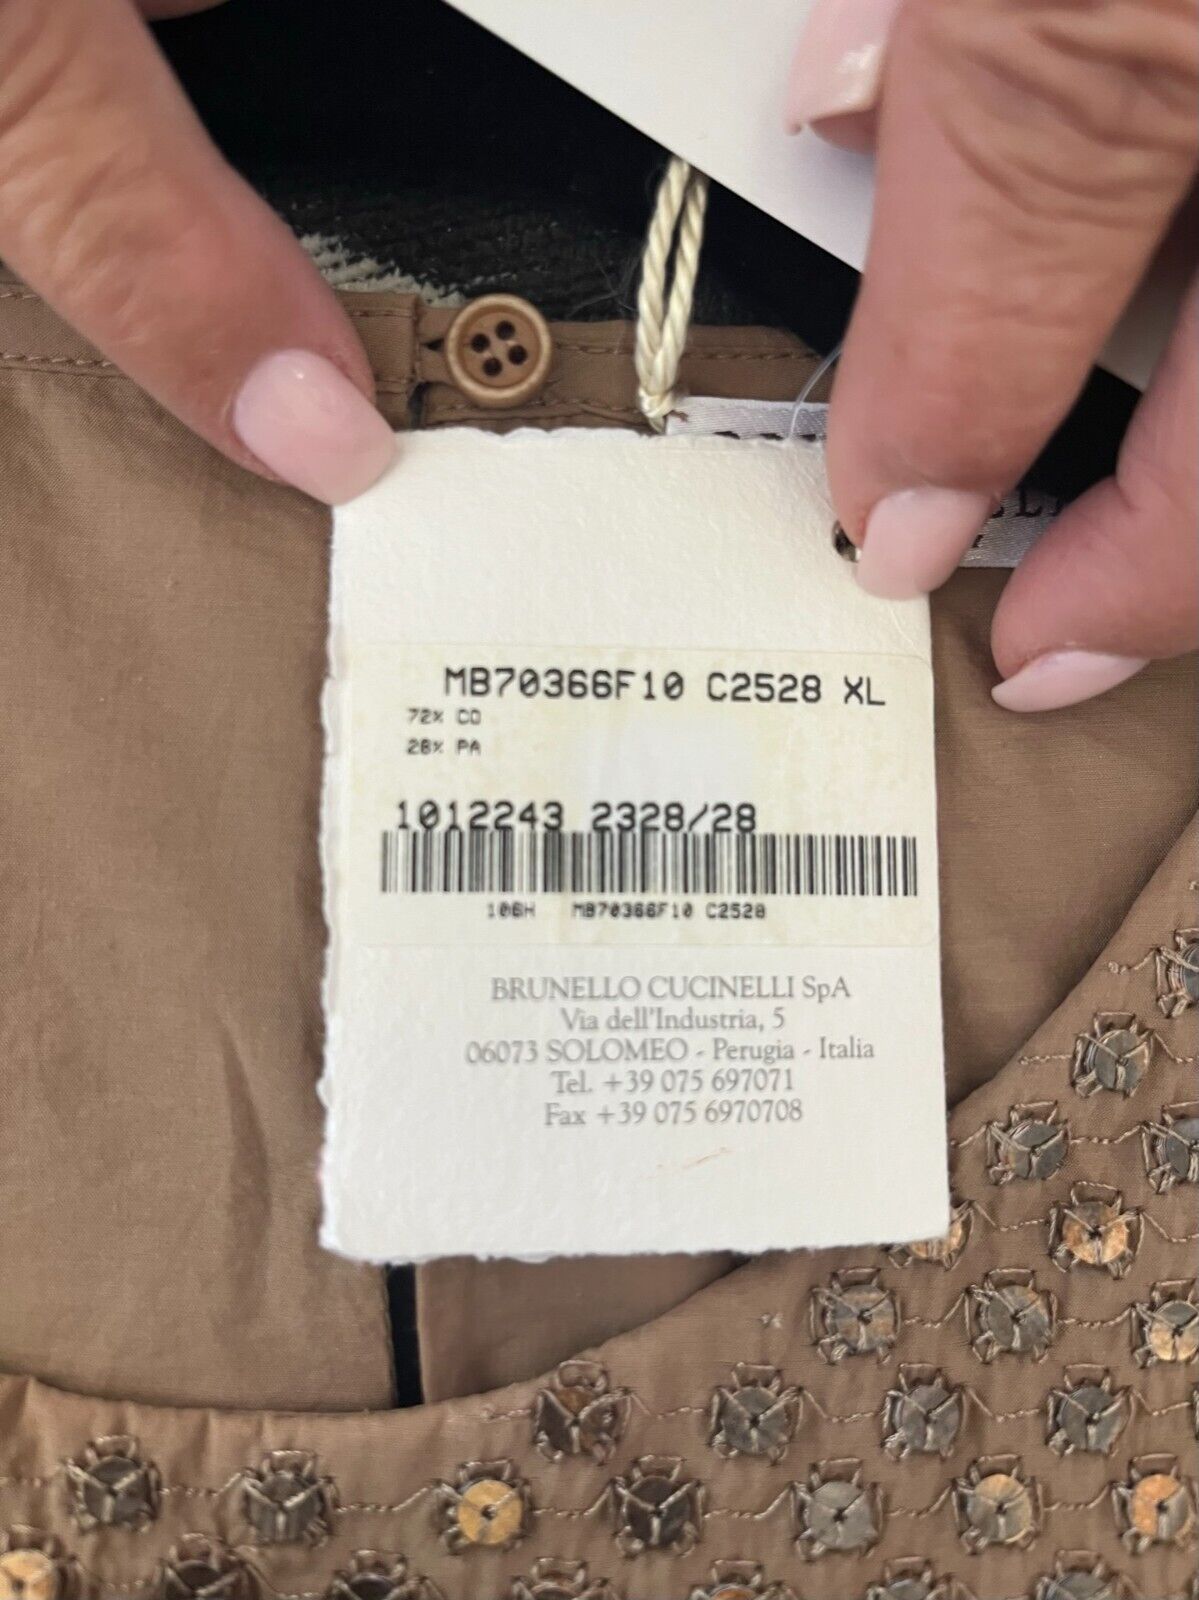 MB70366F10 C2528 XL
72% CO
28% PA
1012243 2328/28
106H MB70366F10 C2528
BRUNELLO CUCINELLI SpA
Via dell'Industria, 5
06073 SOLOMEO - Perugia - Italia
Tel. +39 075 697071
Fax +39 075 6970708